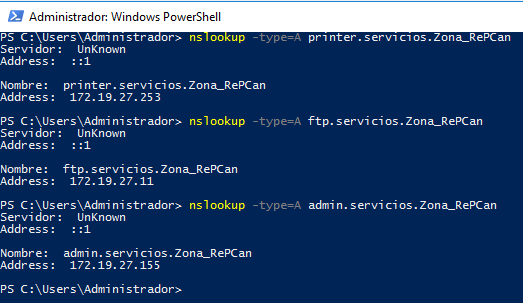 Administrador: Windows PowerShell
PS C:\Users\Administrador> nslookup -type=A printer.servicios.Zona_RePCan
Servidor:  UnKnown
Address:  ::1
Nombre:  printer.servicios.Zona_RePCan
Address:  172.19.27.253
PS C:\Users\Administrador> nslookup -type=A ftp.servicios.Zona_RePCan
Servidor:  UnKnown
Address:  ::1
Nombre:  ftp.servicios.Zona_RePCan
Address:  172.19.27.11
PS C:\Users\Administrador> nslookup -type=A admin.servicios.Zona_RePCan
Servidor:  UnKnown
Address:  ::1
Nombre:  admin.servicios.Zona_RePCan
Address:  172.19.27.155
PS C:\Users\Administrador>